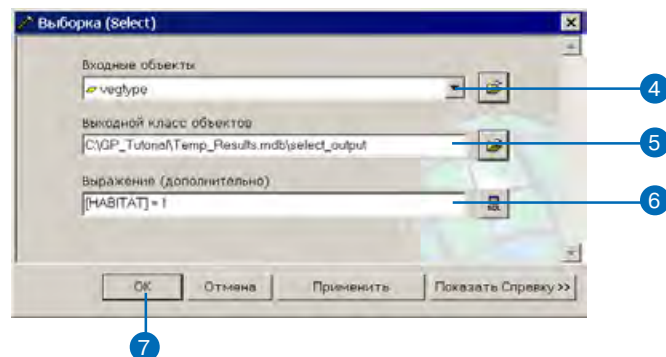 Выборка (Select)
Входные объекты
vegtype
4
Выходной класс объектов
C:\GP_Tutorial\Temp_Results.mdb\select_output
5
Выражение (дополнительно)
[HABITAT] = 1
SQL
6
OK
Отмена
Применить
Показать Справку >>
7